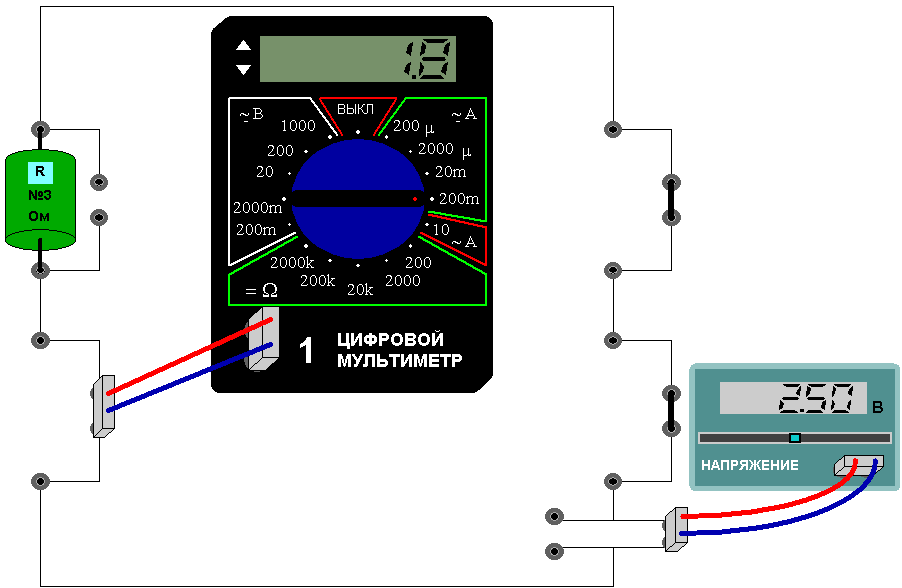 1.8
ВЫКЛ
~ В
~ А
1000
200 μ
200
2000 μ
20
20m
2000m
200m
200m
10
~ А
2000k
200
200k
2000
20k
= Ω
R
№3
Ом
1
ЦИФРОВОЙ
МУЛЬТИМЕТР
2.50
В
НАПРЯЖЕНИЕ